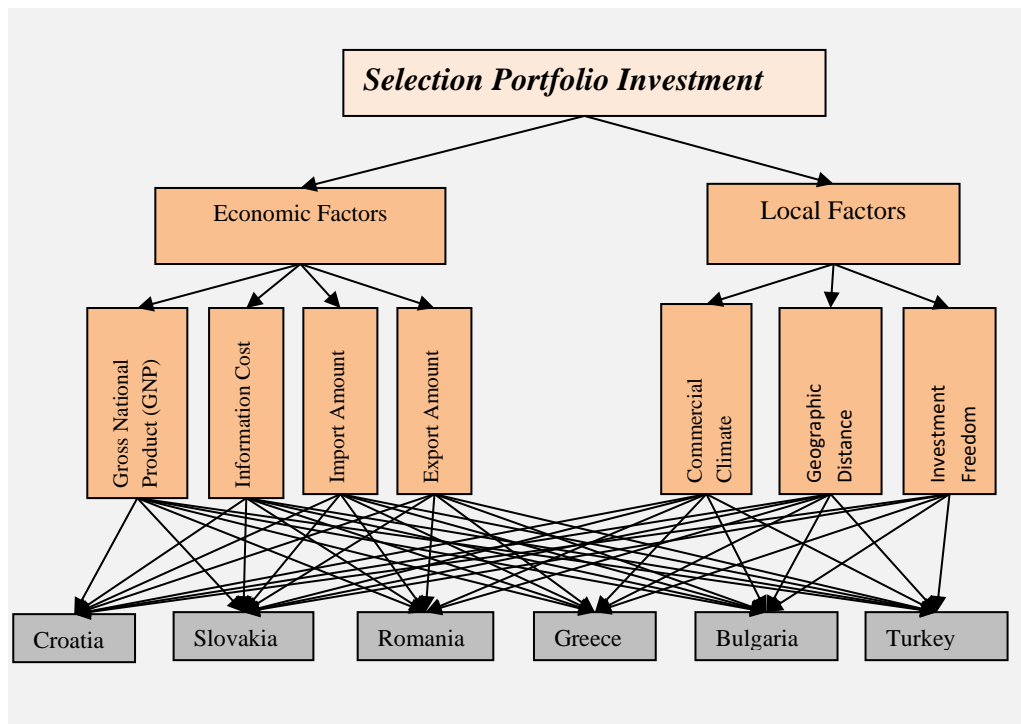 Selection Portfolio Investment
Economic Factors
Local Factors
Gross National
Product (GNP)
Information Cost
Import Amount
Export Amount
Commercial
Climate
Geographic
Distance
Investment
Freedom
Croatia
Slovakia
Romania
Greece
Bulgaria
Turkey